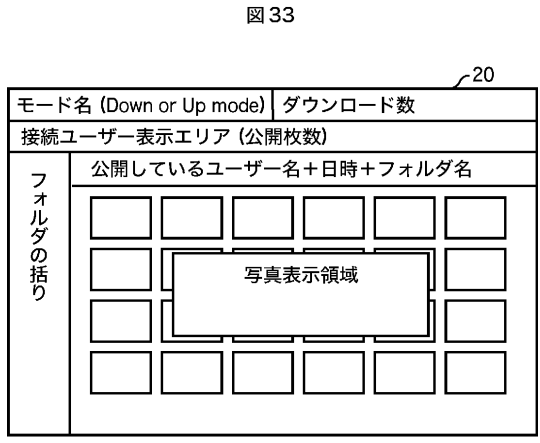 図33
20
モード名 (Down or Up mode) ダウンロード数
接続ユーザー表示エリア (公開枚数)
公開しているユーザー名＋日時＋フォルダ名
フォルダの括り
写真表示領域